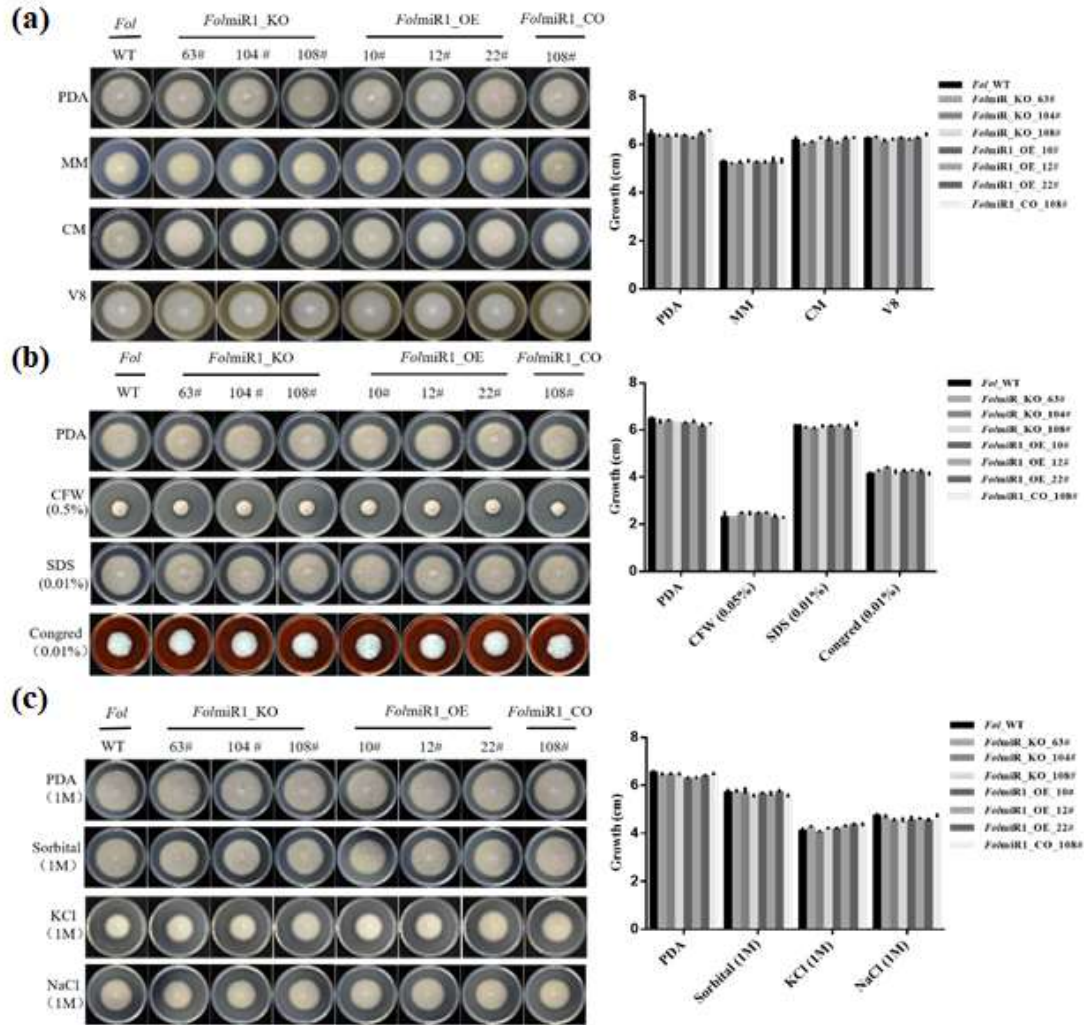 (a)
Fol FolmiR1_KO FolmiR1_OE FolmiR1_CO
WT 63# 104 # 108# 10# 12# 22# 108#
PDA
MM
CM
V8
Growth (cm)
8
6
4
2
0
PDA MM CM V8
Fol_WT
FolmiR_KO_63#
FolmiR_KO_104#
FolmiR_KO_108#
FolmiR1_OE_10#
FolmiR1_OE_12#
FolmiR1_OE_22#
FolmiR1_CO_108#
(b)
Fol FolmiR1_KO FolmiR1_OE FolmiR1_CO
WT 63# 104 # 108# 10# 12# 22# 108#
PDA
CFW
(0.5%)
SDS
(0.01%)
Congred
(0.01%)
Growth (cm)
8
6
4
2
0
PDA CFW (0.05%) SDS (0.01%) Congred (0.01%)
Fol_WT
FolmiR_KO_63#
FolmiR_KO_104#
FolmiR_KO_108#
FolmiR1_OE_10#
FolmiR1_OE_12#
FolmiR1_OE_22#
FolmiR1_CO_108#
(c)
Fol FolmiR1_KO FolmiR1_OE FolmiR1_CO
WT 63# 104 # 108# 10# 12# 22# 108#
PDA
(1M)
Sorbital
(1M)
KCl
(1M)
NaCl
(1M)
Growth (cm)
8
6
4
2
0
PDA Sorbital (1M) KCl (1M) NaCl (1M)
Fol_WT
FolmiR_KO_63#
FolmiR_KO_104#
FolmiR_KO_108#
FolmiR1_OE_10#
FolmiR1_OE_12#
FolmiR1_OE_22#
FolmiR1_CO_108#